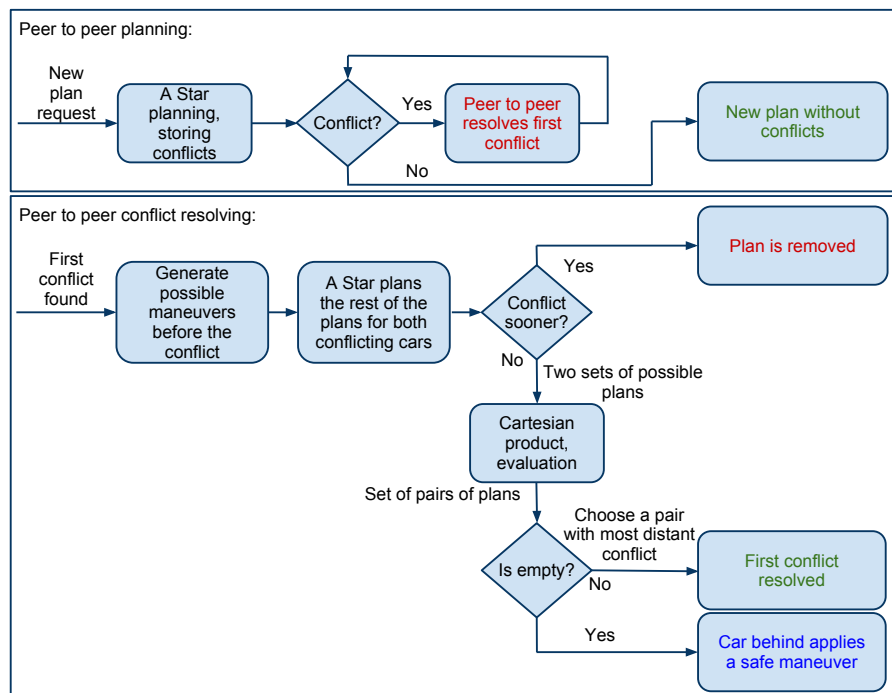 Peer to peer planning:
New
plan
request
A Star
planning,
storing
conflicts
Conflict?
Yes
Peer to peer
resolves first
conflict
No
New plan without
conflicts
Peer to peer conflict resolving:
First
conflict
found
Generate
possible
maneuvers
before the
conflict
A Star plans
the rest of the
plans for both
conflicting cars
Conflict
sooner?
Yes
Plan is removed
No
Two sets of possible
plans
Cartesian
product,
evaluation
Set of pairs of plans
Is empty?
Choose a pair
with most distant
conflict
No
First conflict
resolved
Yes
Car behind applies
a safe maneuver